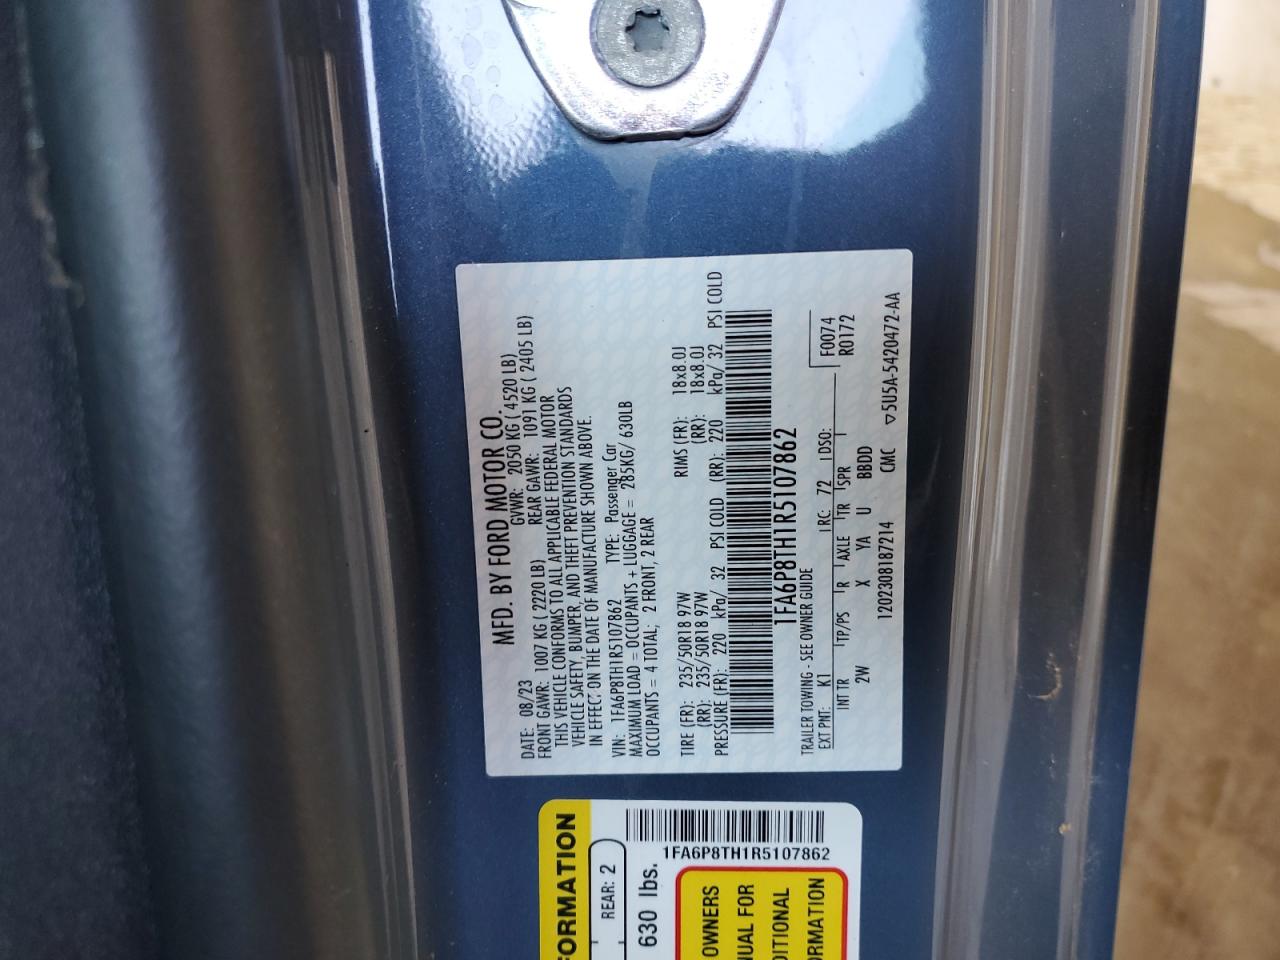 MFD. BY FORD MOTOR CO.
DATE: 08/23 GVWR: 2050 KG ( 4520 LB)
FRONT GAWR: 1007 KG ( 2220 LB) REAR GAWR: 1091 KG ( 2405 LB)
THIS VEHICLE CONFORMS TO ALL APPLICABLE FEDERAL MOTOR
VEHICLE SAFETY, BUMPER, AND THEFT PREVENTION STANDARDS
IN EFFECT ON THE DATE OF MANUFACTURE SHOWN ABOVE.
VIN: 1FA6P8TH1R5107862 TYPE: Passenger Car
MAXIMUM LOAD = OCCUPANTS + LUGGAGE = 285KG/ 630LB
OCCUPANTS = 4 TOTAL; 2 FRONT, 2 REAR
TIRE (FR): 235/50R18 97W RIMS (FR): 18x8.0J
(RR): 235/50R18 97W (RR): 18x8.0J
PRESSURE (FR): 220 kPa/ 32 PSI COLD (RR): 220 kPa/ 32 PSI COLD
1FA6P8TH1R5107862
TRAILER TOWING - SEE OWNER GUIDE F0074
EXT PNT: K1 RC: 72 DSO: R0172
INT TR TP/PS R AXLE TR SPR
2W X YA U BBDD
1202308187214 CMC ▽5U5A-5420472-AA
FORMATION
REAR: 2
630 lbs.
1FA6P8TH1R5107862
OWNERS
NUAL FOR
DITIONAL
ORMATION